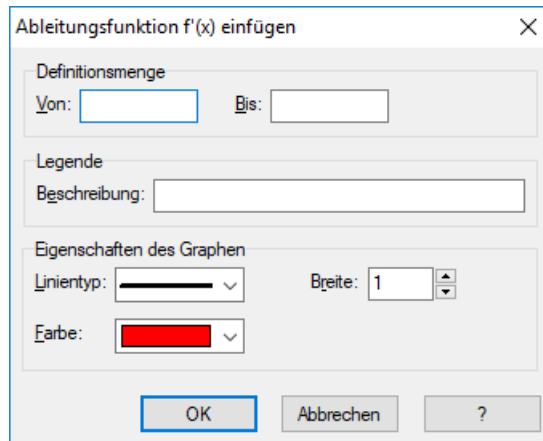 Ableitungsfunktion f'(x) einfügen
Definitionsmenge
Von: Bis:
Legende
Beschreibung:
Eigenschaften des Graphen
Linientyp: Breite: 1
Farbe:
OK Abbrechen ?